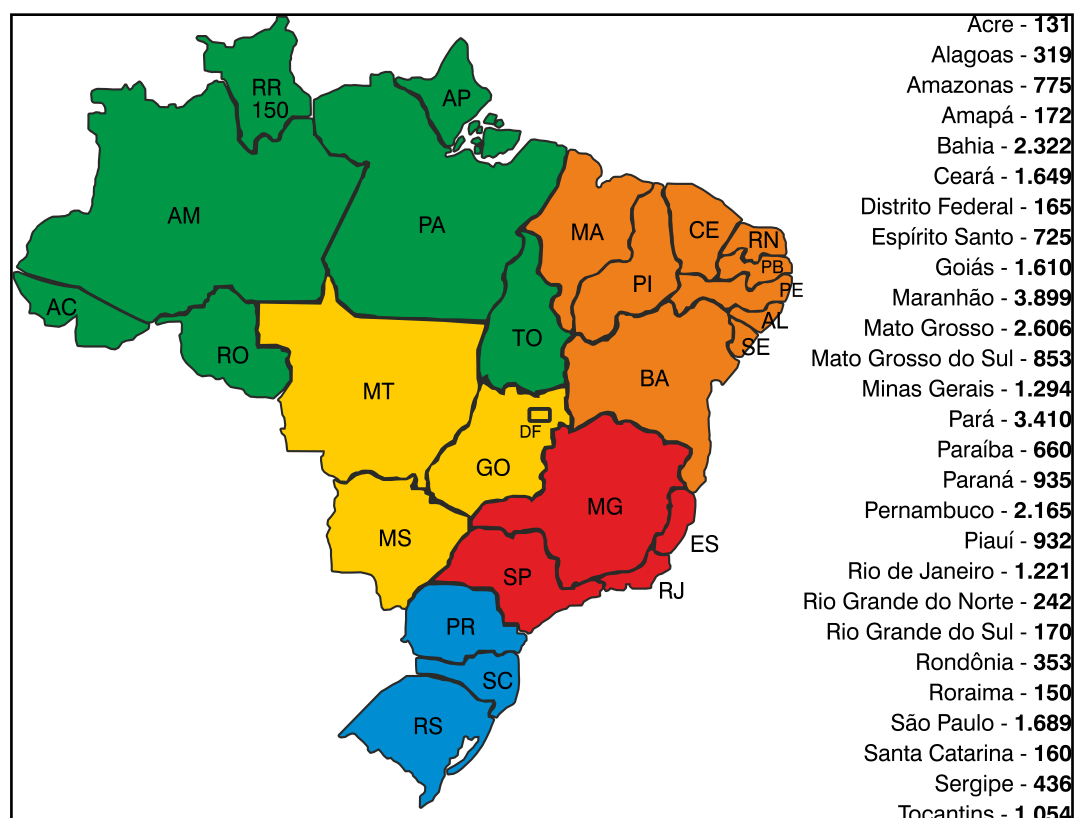 RR
150
AP
AM
PA
MA
CE
RN
PB
PI
PE
AC
AL
TO
SE
RO
MT
BA
DF
GO
MG
MS
ES
SP
RJ
PR
SC
RS
Acre - 131
Alagoas - 319
Amazonas - 775
Amapá - 172
Bahia - 2.322
Ceará - 1.649
Distrito Federal - 165
Espírito Santo - 725
Goiás - 1.610
Maranhão - 3.899
Mato Grosso - 2.606
Mato Grosso do Sul - 853
Minas Gerais - 1.294
Pará - 3.410
Paraíba - 660
Paraná - 935
Pernambuco - 2.165
Piauí - 932
Rio de Janeiro - 1.221
Rio Grande do Norte - 242
Rio Grande do Sul - 170
Rondônia - 353
Roraima - 150
São Paulo - 1.689
Santa Catarina - 160
Sergipe - 436
Tocantins - 1.054